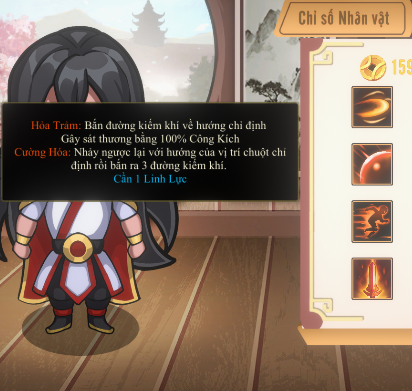 Chỉ số Nhân vật
159
Hỏa Trảm: Bắn đường kiếm khí về hướng chỉ định
Gây sát thương bằng 100% Công Kích
Cường Hóa: Nhảy ngược lại với hướng của vị trí chuột chỉ
định rồi bắn ra 3 đường kiếm khí.
Cần 1 Linh Lực